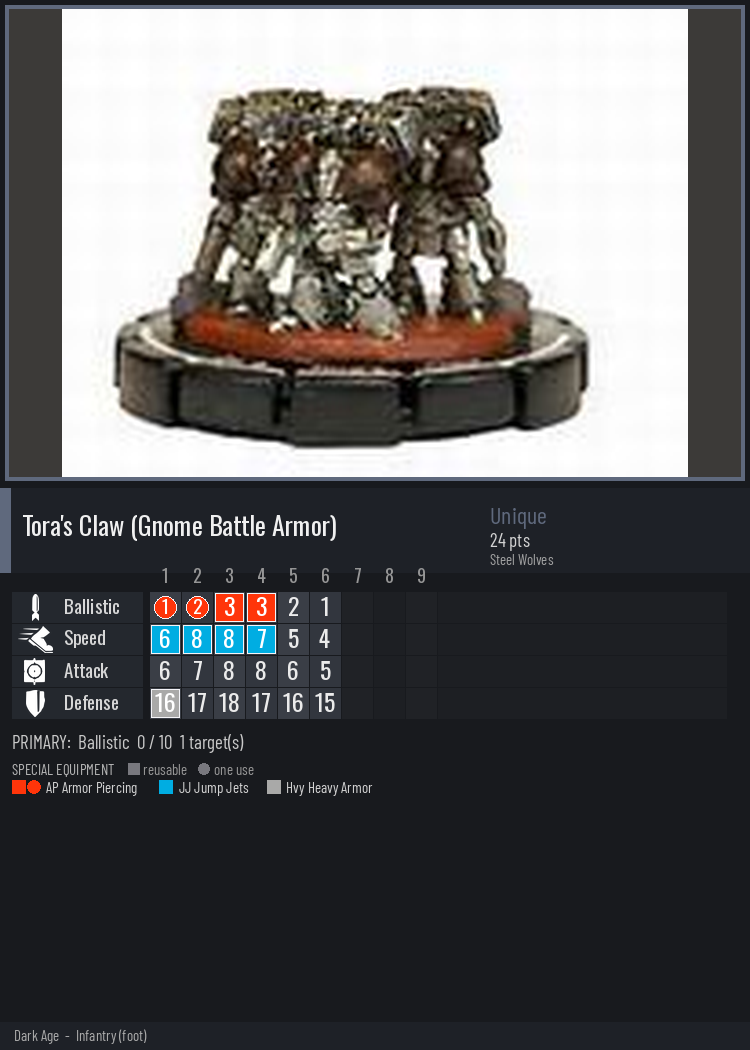 Tora's Claw (Gnome Battle Armor)
Unique
24 pts
Steel Wolves
1 2 3 4 5 6 7 8 9
Ballistic 1 2 3 3 2 1
Speed 6 8 8 7 5 4
Attack 6 7 8 8 6 5
Defense 16 17 18 17 16 15
PRIMARY: Ballistic 0 / 10 1 target(s)
SPECIAL EQUIPMENT reusable one use
AP Armor Piercing JJ Jump Jets Hvy Heavy Armor
Dark Age - Infantry (foot)